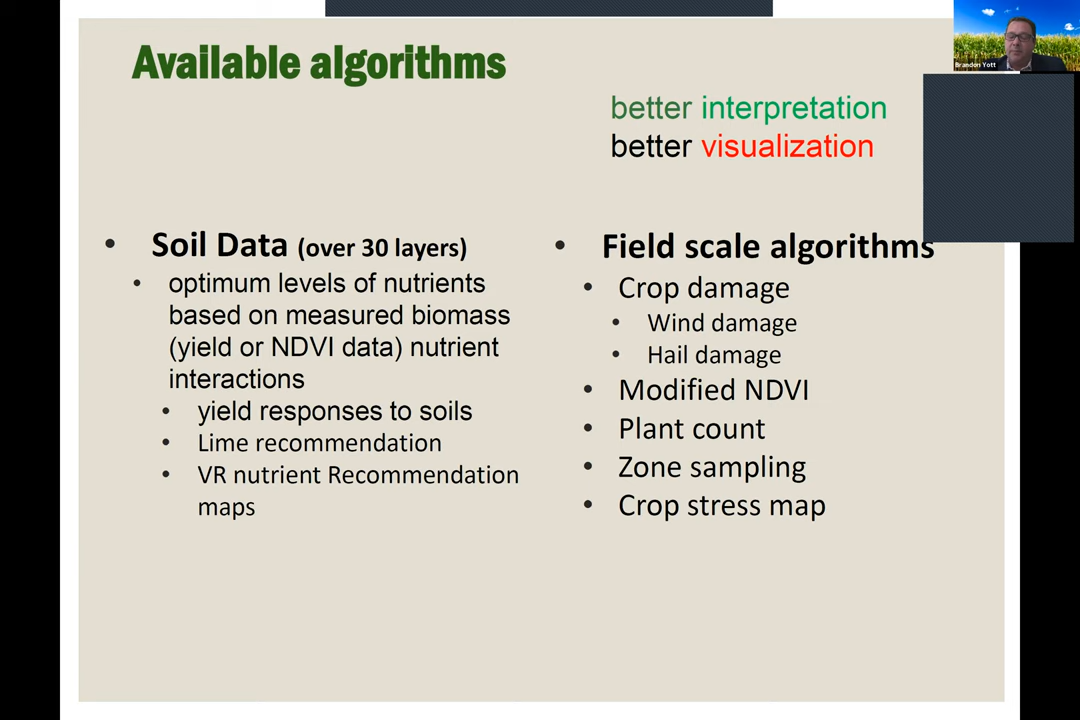 Available algorithms
better interpretation
better visualization
Brandon Yott
• Soil Data (over 30 layers)
• optimum levels of nutrients
based on measured biomass
(yield or NDVI data) nutrient
interactions
• yield responses to soils
• Lime recommendation
• VR nutrient Recommendation
maps
• Field scale algorithms
• Crop damage
• Wind damage
• Hail damage
• Modified NDVI
• Plant count
• Zone sampling
• Crop stress map